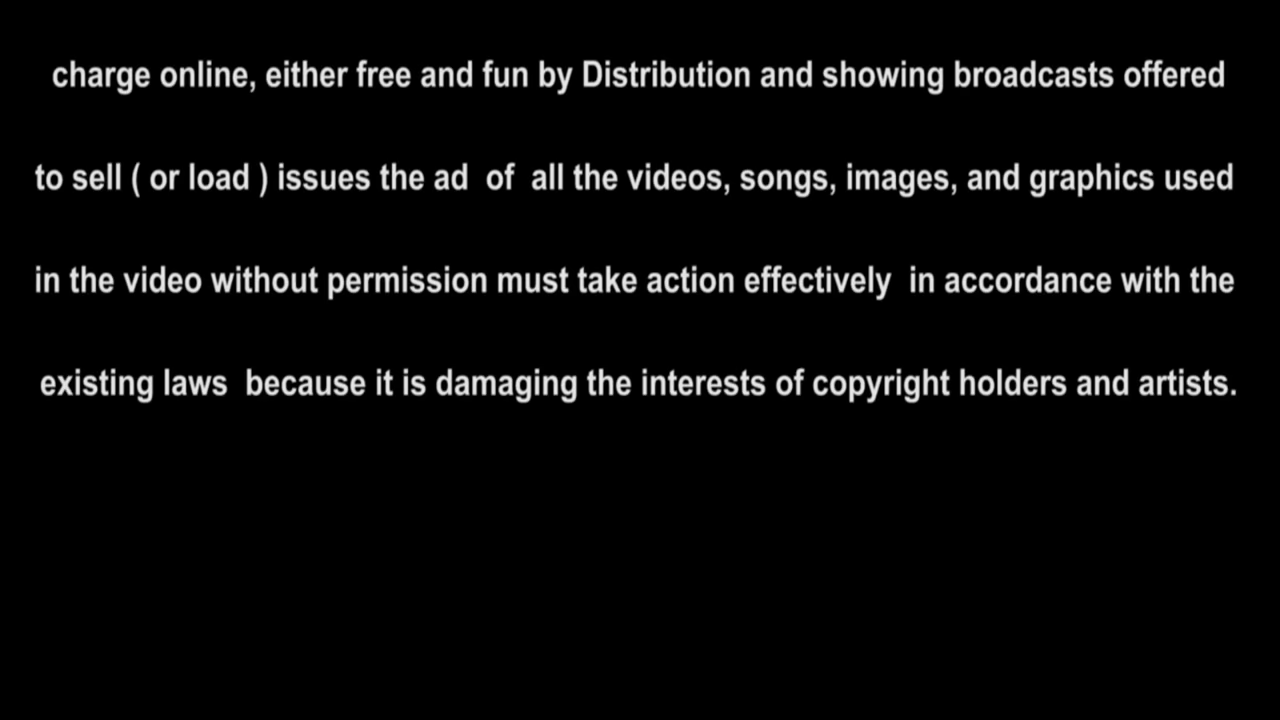 charge online, either free and fun by Distribution and showing broadcasts offered
to sell ( or load ) issues the ad of all the videos, songs, images, and graphics used
in the video without permission must take action effectively in accordance with the
existing laws because it is damaging the interests of copyright holders and artists.